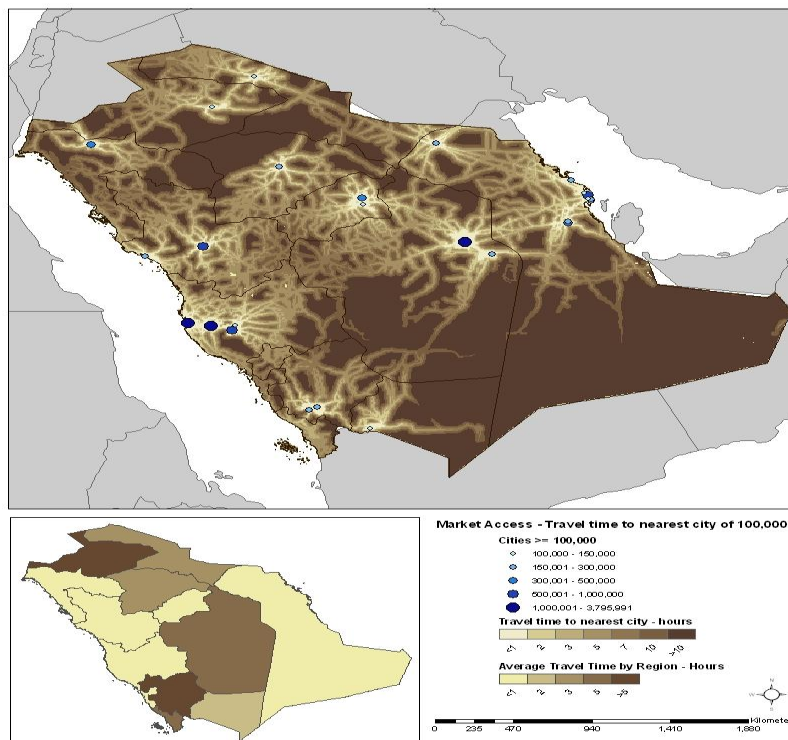 Market Access - Travel time to nearest city of 100,000
Cities >= 100,000
100,000 - 150,000
150,001 - 300,000
300,001 - 500,000
500,001 - 1,000,000
1,000,001 - 3,795,991
Travel time to nearest city - hours
<1 2 3 5 7 10 >10
Average Travel Time by Region - Hours
<1 2 3 5 >5
N
W E
S
Kilomete
0 235 470 940 1,410 1,880